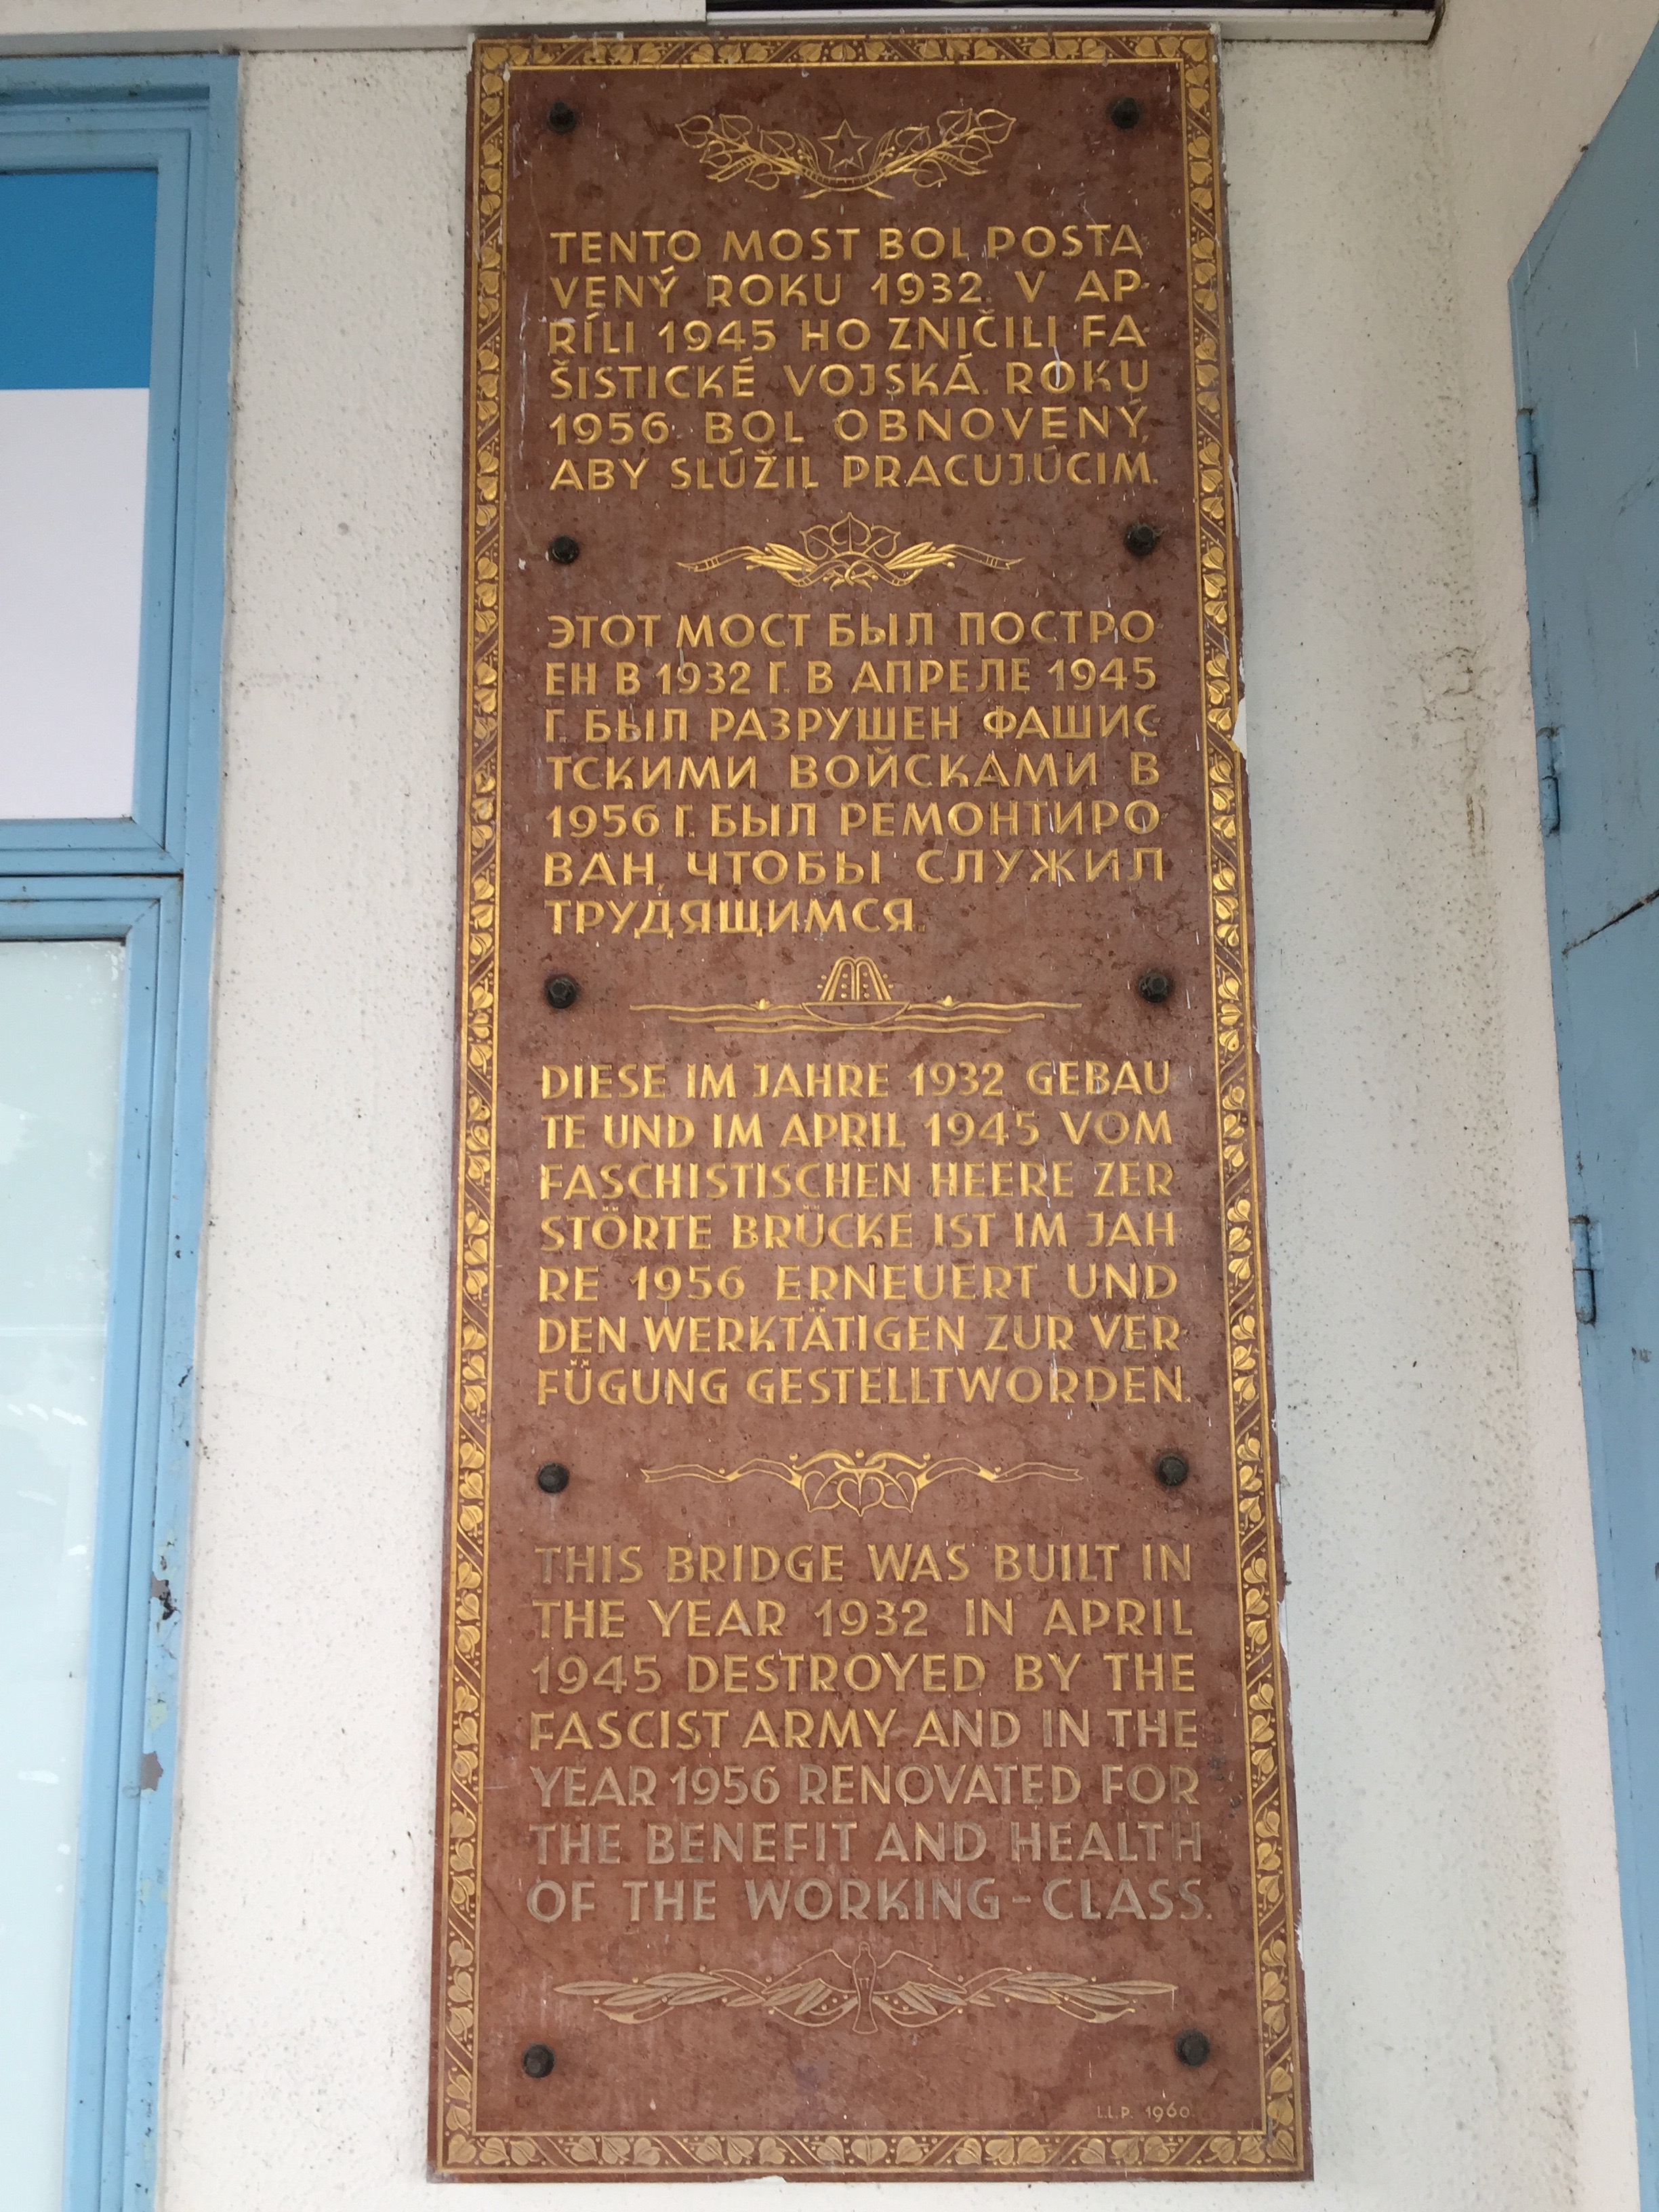 TENTO MOST BOL POSTA
VENÝ ROKU 1932. V AP-
RÍLI 1945 HO ZNIČILI FA-
ŠISTICKÉ VOJSKÁ. ROKU
1956 BOL OBNOVENÝ,
ABY SLÚŽIL PRACUJÚCIM.
ЭТОТ МОСТ БЫЛ ПОСТРО
ЕН В 1932 Г. В АПРЕЛЕ 1945
Г. БЫЛ РАЗРУШЕН ФАШИС
ТСКИМИ ВОЙСКАМИ В
1956 Г. БЫЛ РЕМОНТИРО
ВАН ЧТОБЫ СЛУЖИЛ
ТРУДЯЩИМСЯ.
DIESE IM JAHRE 1932 GEBAU
TE UND IM APRIL 1945 VOM
FASCHISTISCHEN HEERE ZER
STÖRTE BRÜCKE IST IM JAH
RE 1956 ERNEUERT UND
DEN WERKTÄTIGEN ZUR VER
FÜGUNG GESTELLTWORDEN.
THIS BRIDGE WAS BUILT IN
THE YEAR 1932 IN APRIL
1945 DESTROYED BY THE
FASCIST ARMY AND IN THE
YEAR 1956 RENOVATED FOR
THE BENEFIT AND HEALTH
OF THE WORKING-CLASS.
L.L.P. 1960.